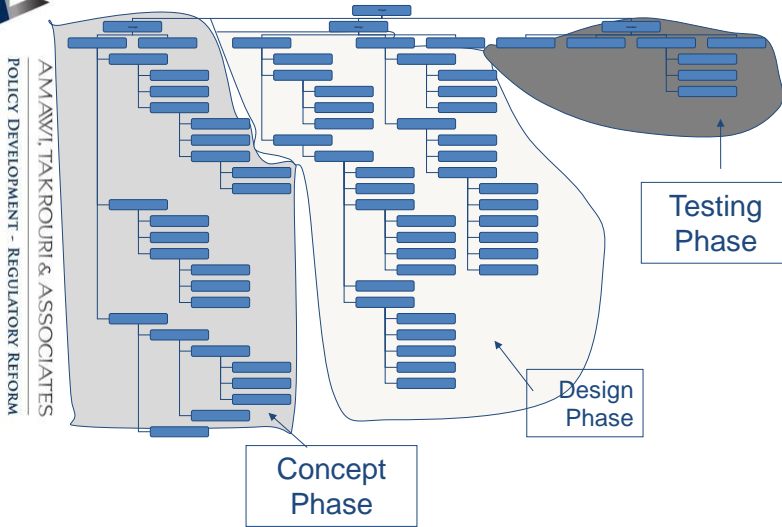 AMAWI, TAKROURI & ASSOCIATES
POLICY DEVELOPMENT - REGULATORY REFORM
Testing
Phase
Design
Phase
Concept
Phase